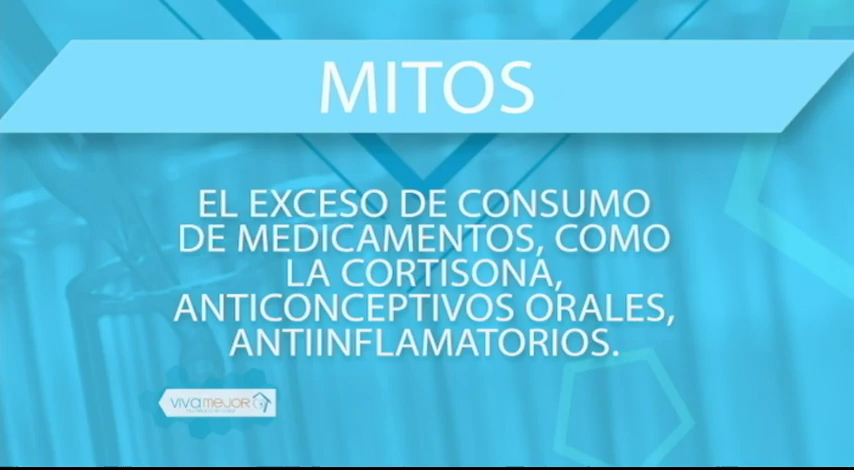 MITOS
EL EXCESO DE CONSUMO
DE MEDICAMENTOS, COMO
LA CORTISONA,
ANTICONCEPTIVOS ORALES,
ANTIINFLAMATORIOS.
vivamejor